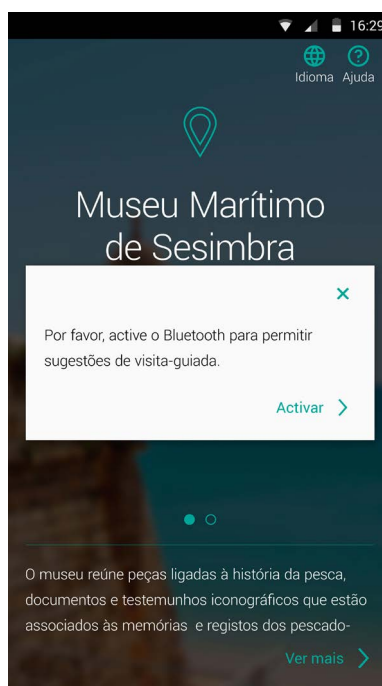 16:29
Idioma Ajuda
Museu Marítimo
de Sesimbra
Por favor, active o Bluetooth para permitir
sugestões de visita-guiada.
Activar
O museu reúne peças ligadas à história da pesca,
documentos e testemunhos iconográficos que estão
associados às memórias e registos dos pescado-
Ver mais